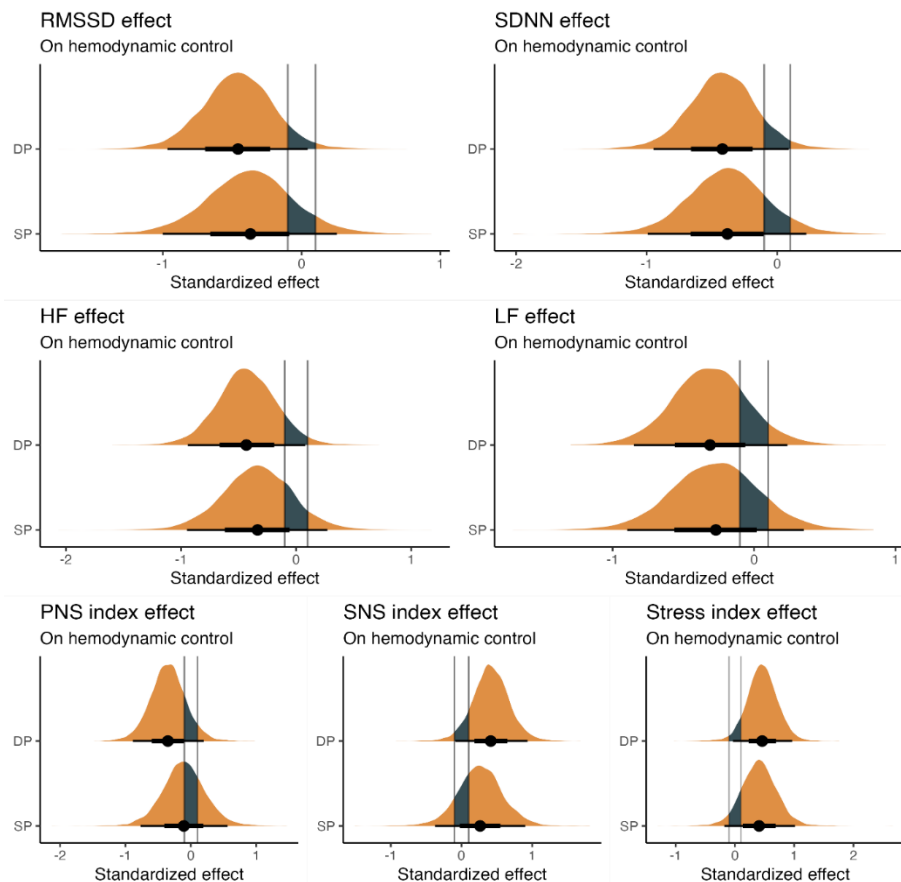 RMSSD effect
On hemodynamic control
DP
SP
-1 0 1
Standardized effect
SDNN effect
On hemodynamic control
DP
SP
-2 -1 0
Standardized effect
HF effect
On hemodynamic control
DP
SP
-2 -1 0 1
Standardized effect
LF effect
On hemodynamic control
DP
SP
-1 0 1
Standardized effect
PNS index effect
On hemodynamic control
DP
SP
-2 -1 0 1
Standardized effect
SNS index effect
On hemodynamic control
DP
SP
-1 0 1
Standardized effect
Stress index effect
On hemodynamic control
DP
SP
-1 0 1 2
Standardized effect